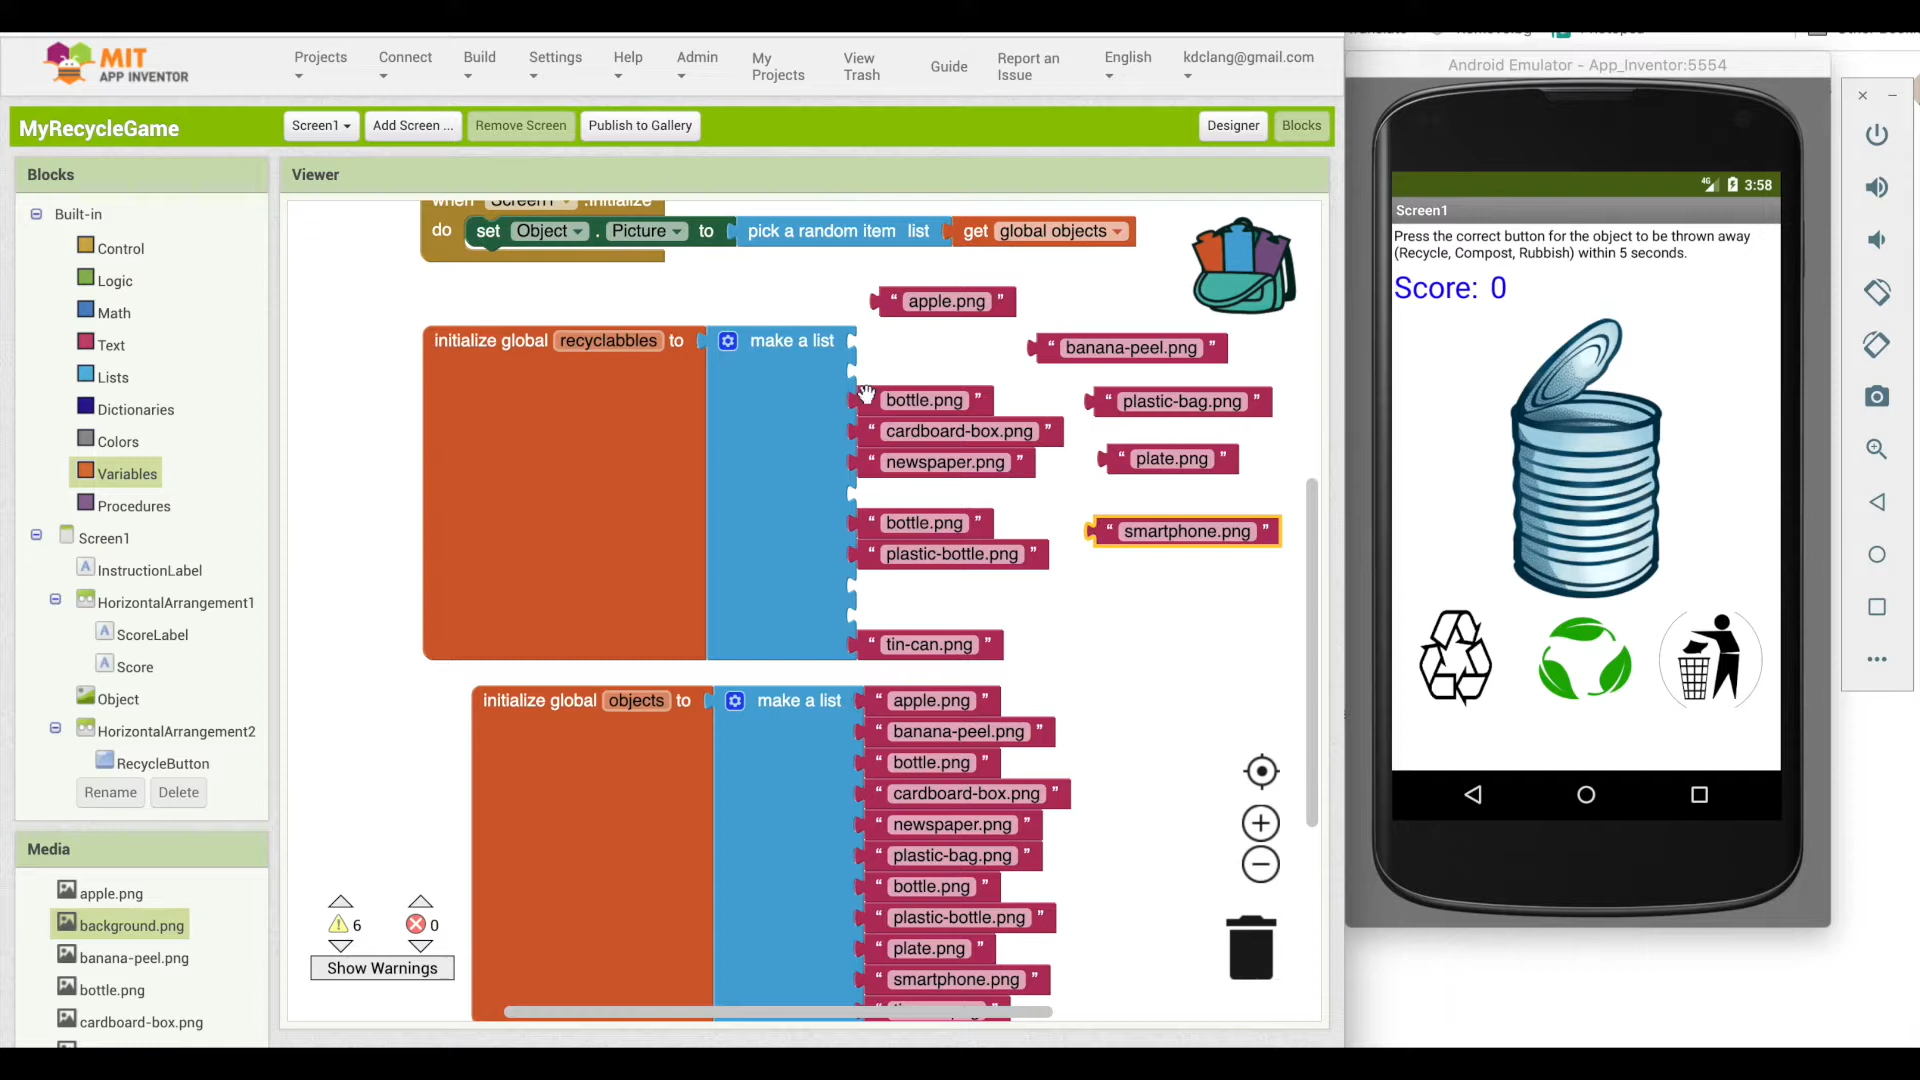 Android Emulator - App_Inventor:5554
MIT
APP INVENTOR
Projects
Connect
Build
Settings
Help
Admin
My
Projects
View
Trash
Guide
Report an
Issue
English
kdclang@gmail.com
MyRecycleGame
Screen1
Add Screen ...
Remove Screen
Publish to Gallery
Designer
Blocks
Blocks
Built-in
Control
Logic
Math
Text
Lists
Dictionaries
Colors
Variables
Procedures
Screen1
InstructionLabel
HorizontalArrangement1
ScoreLabel
Score
Object
HorizontalArrangement2
RecycleButton
Rename
Delete
Media
apple.png
background.png
banana-peel.png
bottle.png
cardboard-box.png
Viewer
when Screen1 .Initialize
do set Object . Picture to pick a random item list get global objects
“ apple.png ”
initialize global recyclabbles to make a list
“ banana-peel.png ”
bottle.png ”
“ plastic-bag.png ”
“ cardboard-box.png ”
“ newspaper.png ”
“ plate.png ”
“ bottle.png ”
“ smartphone.png ”
“ plastic-bottle.png ”
“ tin-can.png ”
initialize global objects to make a list “ apple.png ”
“ banana-peel.png ”
“ bottle.png ”
“ cardboard-box.png ”
“ newspaper.png ”
“ plastic-bag.png ”
“ bottle.png ”
“ plastic-bottle.png ”
“ plate.png ”
“ smartphone.png ”
6
0
Show Warnings
4G
3:58
Screen1
Press the correct button for the object to be thrown away
(Recycle, Compost, Rubbish) within 5 seconds.
Score: 0